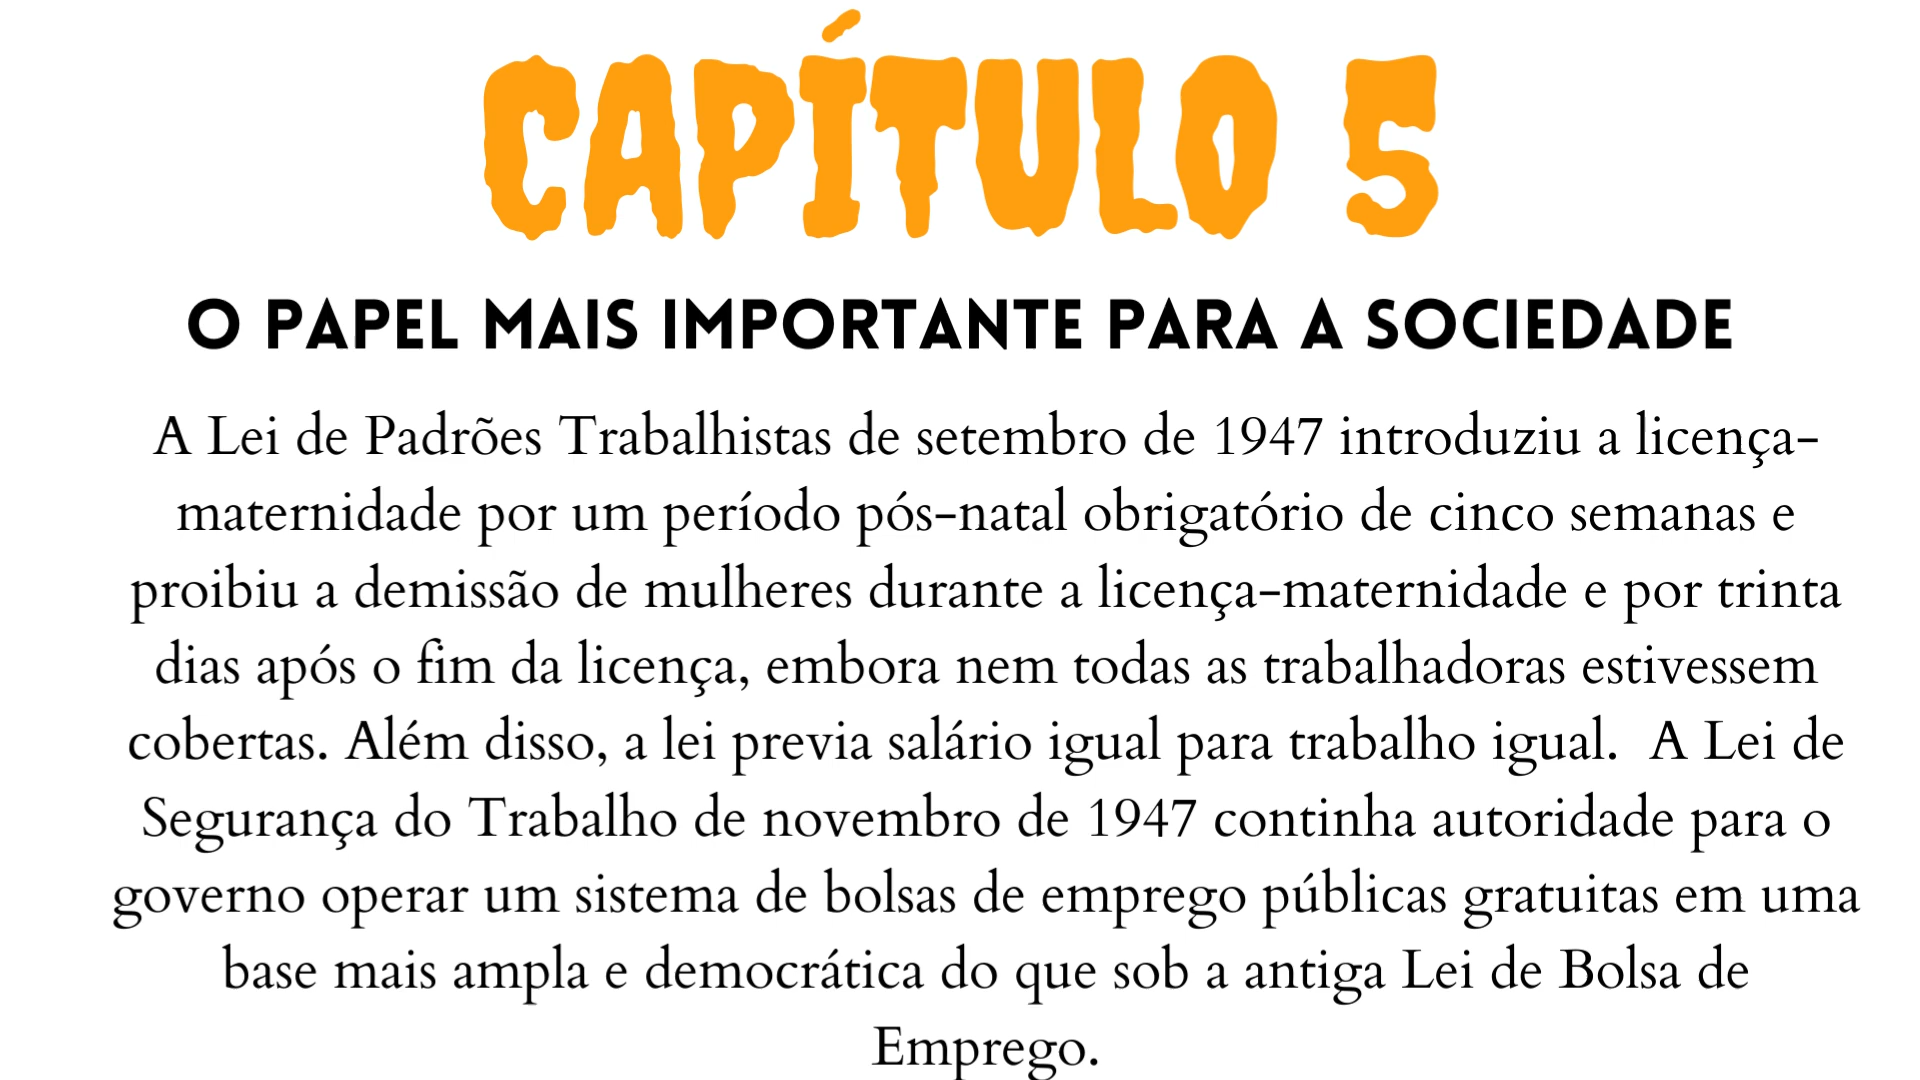 CAPÍTULO 5
O PAPEL MAIS IMPORTANTE PARA A SOCIEDADE
A Lei de Padrões Trabalhistas de setembro de 1947 introduziu a licença-
maternidade por um período pós-natal obrigatório de cinco semanas e
proibiu a demissão de mulheres durante a licença-maternidade e por trinta
dias após o fim da licença, embora nem todas as trabalhadoras estivessem
cobertas. Além disso, a lei previa salário igual para trabalho igual.  A Lei de
Segurança do Trabalho de novembro de 1947 continha autoridade para o
governo operar um sistema de bolsas de emprego públicas gratuitas em uma
base mais ampla e democrática do que sob a antiga Lei de Bolsa de
Emprego.